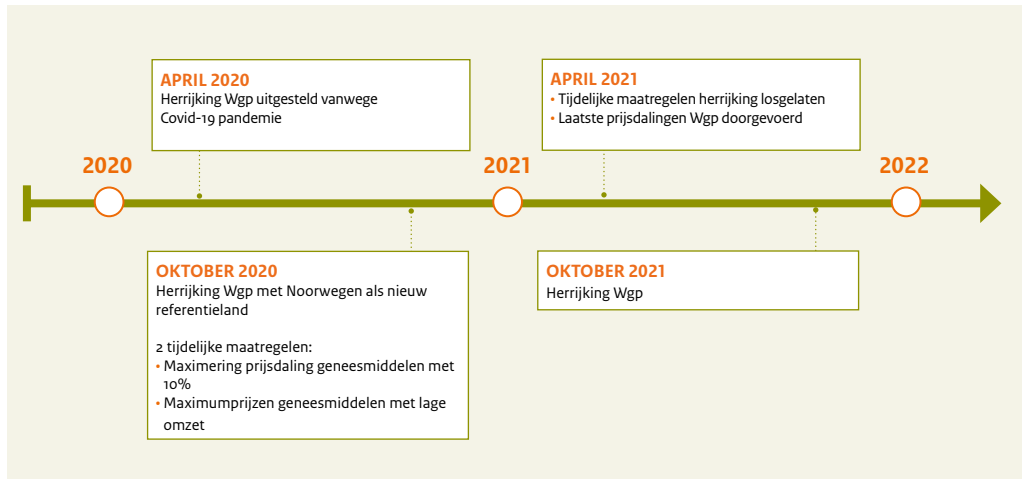 APRIL 2020
Herrijking Wgp uitgesteld vanwege
Covid-19 pandemie
APRIL 2021
• Tijdelijke maatregelen herrijking losgelaten
• Laatste prijsdalingen Wgp doorgevoerd
2020
2021
2022
OKTOBER 2020
Herrijking Wgp met Noorwegen als nieuw
referentieland
2 tijdelijke maatregelen:
• Maximering prijsdaling geneesmiddelen met
10%
• Maximumprijzen geneesmiddelen met lage
omzet
OKTOBER 2021
Herrijking Wgp